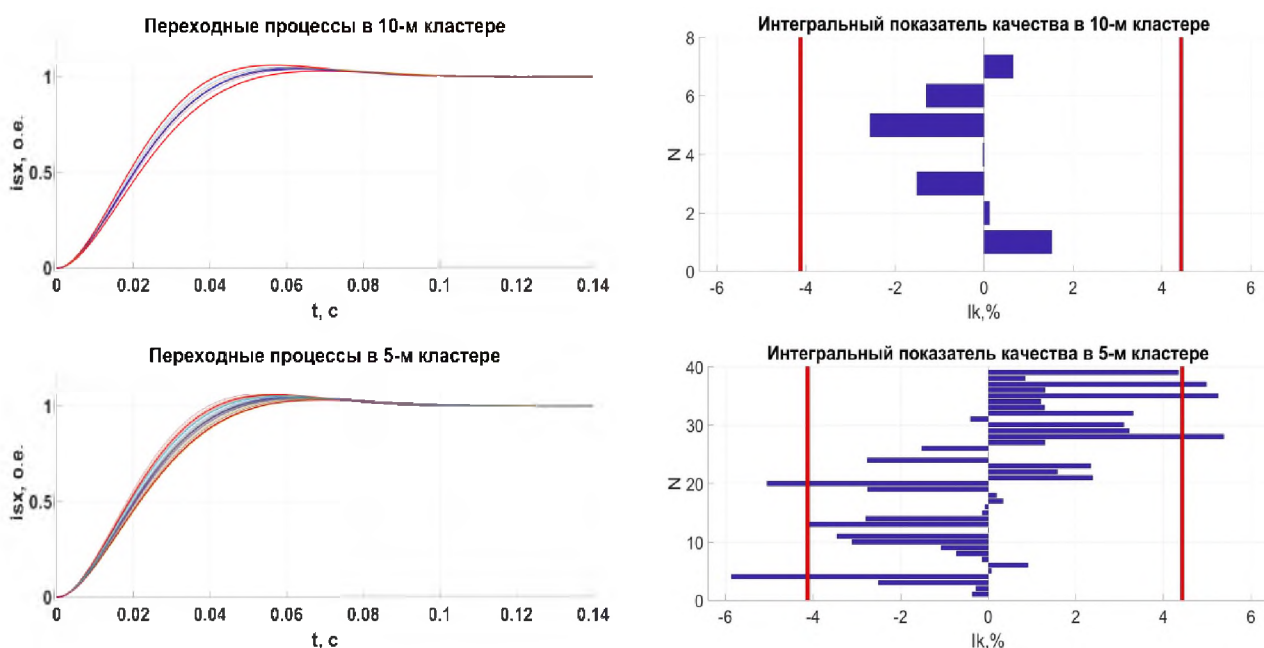 Переходные процессы в 10-м кластере
isx, о.е.
1
0.5
0
0 0.02 0.04 0.06 0.08 0.1 0.12 0.14
t, с
Интегральный показатель качества в 10-м кластере
N
8
6
4
2
0
-6 -4 -2 0 2 4 6
Ik,%
Переходные процессы в 5-м кластере
isx, о.е.
1
0.5
0
0 0.02 0.04 0.06 0.08 0.1 0.12 0.14
t, с
Интегральный показатель качества в 5-м кластере
N
40
30
20
10
0
-6 -4 -2 0 2 4 6
Ik,%